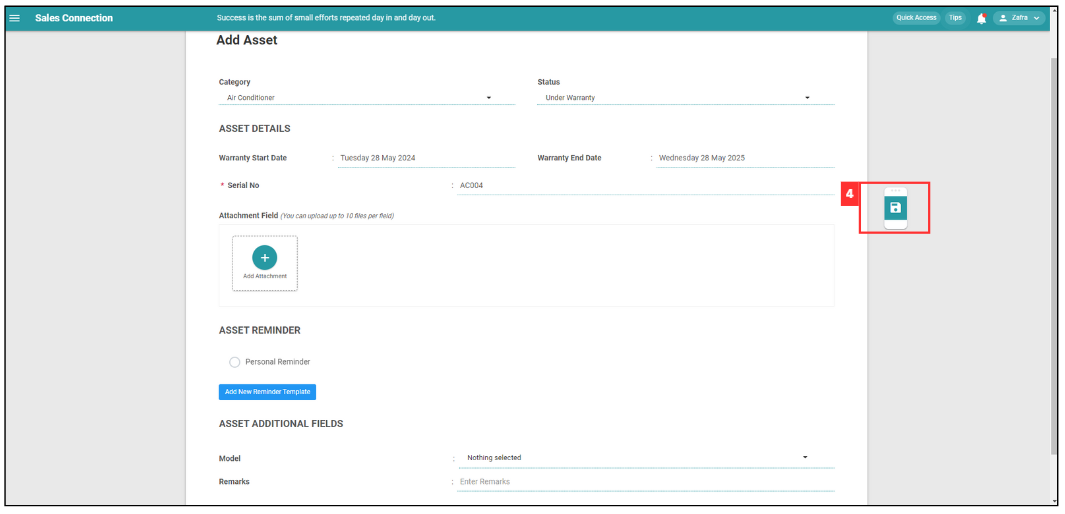 Sales Connection
Success is the sum of small efforts repeated day in and day out.
Quick Access Tips Zafra
Add Asset
Category Status
Air Conditioner Under Warranty
ASSET DETAILS
Warranty Start Date : Tuesday 28 May 2024 Warranty End Date : Wednesday 28 May 2025
* Serial No : AC004
4
Attachment Field (You can upload up to 10 files per field)
Add Attachment
ASSET REMINDER
Personal Reminder
Add New Reminder Template
ASSET ADDITIONAL FIELDS
Model : Nothing selected
Remarks : Enter Remarks